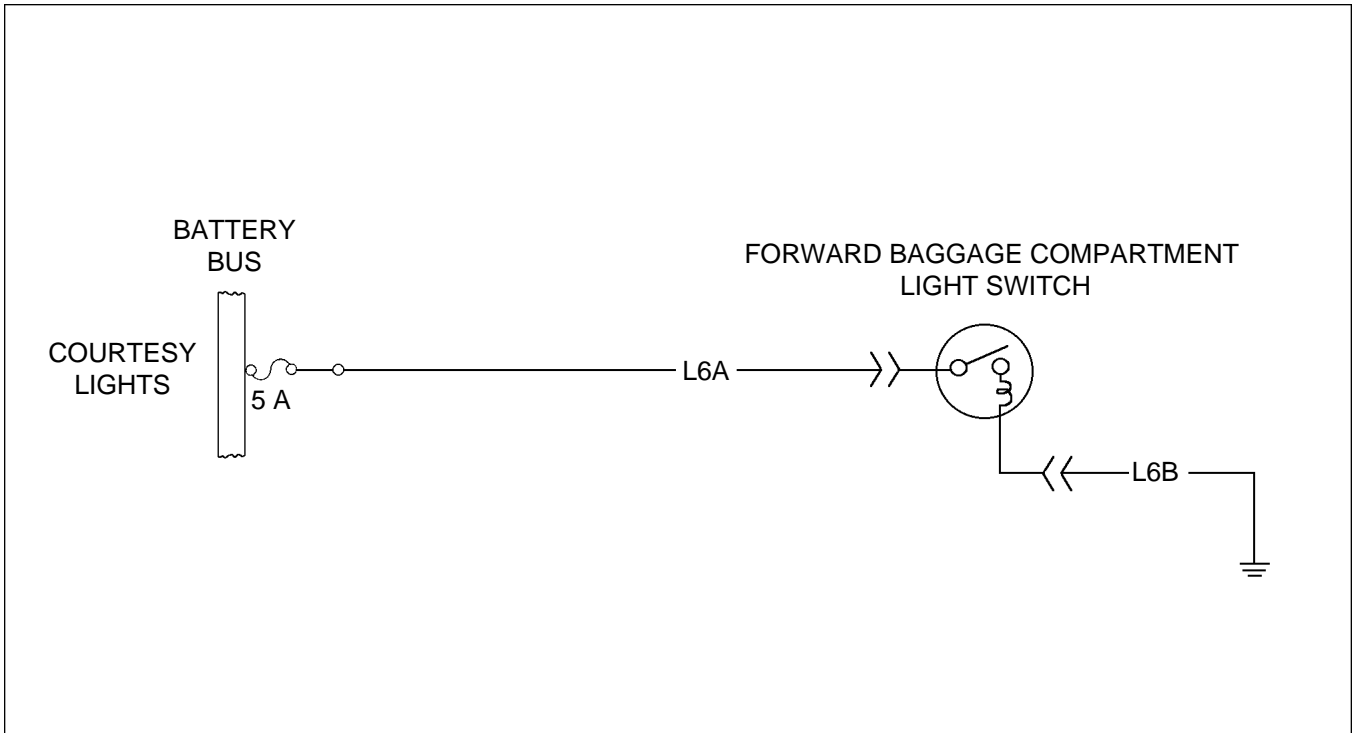 BATTERY
BUS
COURTESY
LIGHTS
5 A
L6A
FORWARD BAGGAGE COMPARTMENT
LIGHT SWITCH
L6B